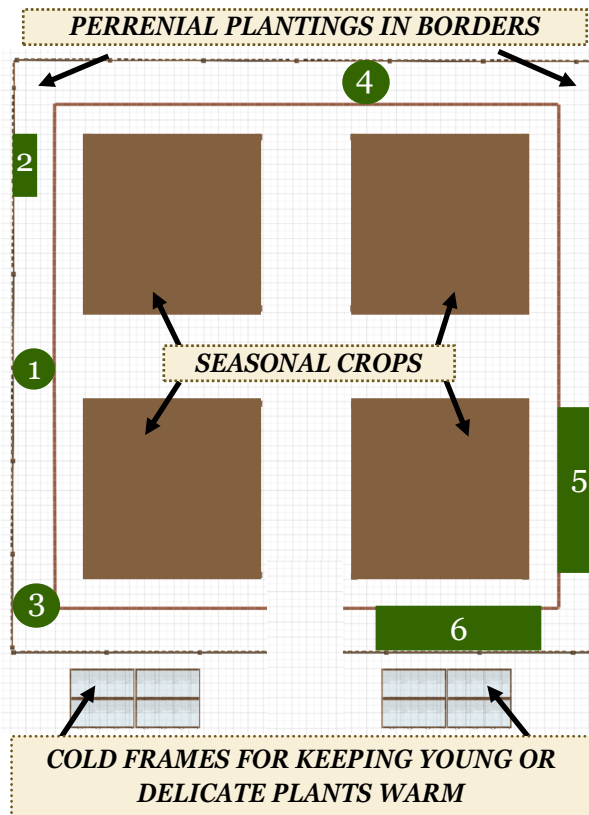 PERRENIAL PLANTINGS IN BORDERS
4
2
1
SEASONAL CROPS
5
3
6
COLD FRAMES FOR KEEPING YOUNG OR
DELICATE PLANTS WARM